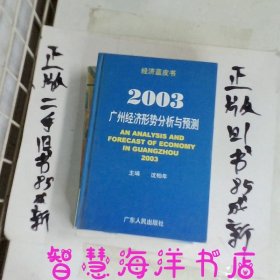 经济蓝皮书
2003
广州经济形势分析与预测
AN ANALYSIS AND
FORECAST OF ECONOMY
IN GUANGZHOU
2003
主编 沈柏年
广东人民出版社
正版二手旧书85成新
正版旧书85成新
智慧海洋书店